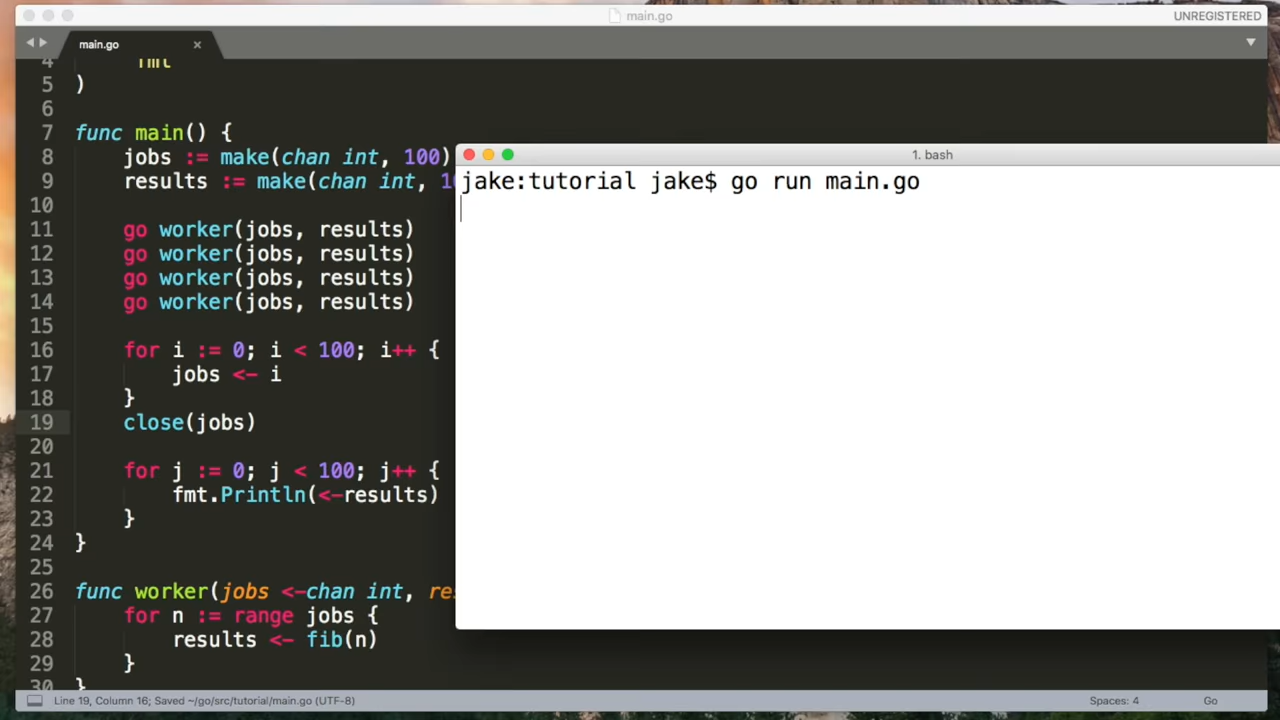 main.go
UNREGISTERED
main.go
4 fmt
5 )
6
7 func main() {
8 jobs := make(chan int, 100)
9 results := make(chan int, 10
10
11 go worker(jobs, results)
12 go worker(jobs, results)
13 go worker(jobs, results)
14 go worker(jobs, results)
15
16 for i := 0; i < 100; i++ {
17 jobs <- i
18 }
19 close(jobs)
20
21 for j := 0; j < 100; j++ {
22 fmt.Println(<-results)
23 }
24 }
25
26 func worker(jobs <-chan int, res
27 for n := range jobs {
28 results <- fib(n)
29 }
30 }
1. bash
jake:tutorial jake$ go run main.go
Line 19, Column 16; Saved ~/go/src/tutorial/main.go (UTF-8)
Spaces: 4
Go